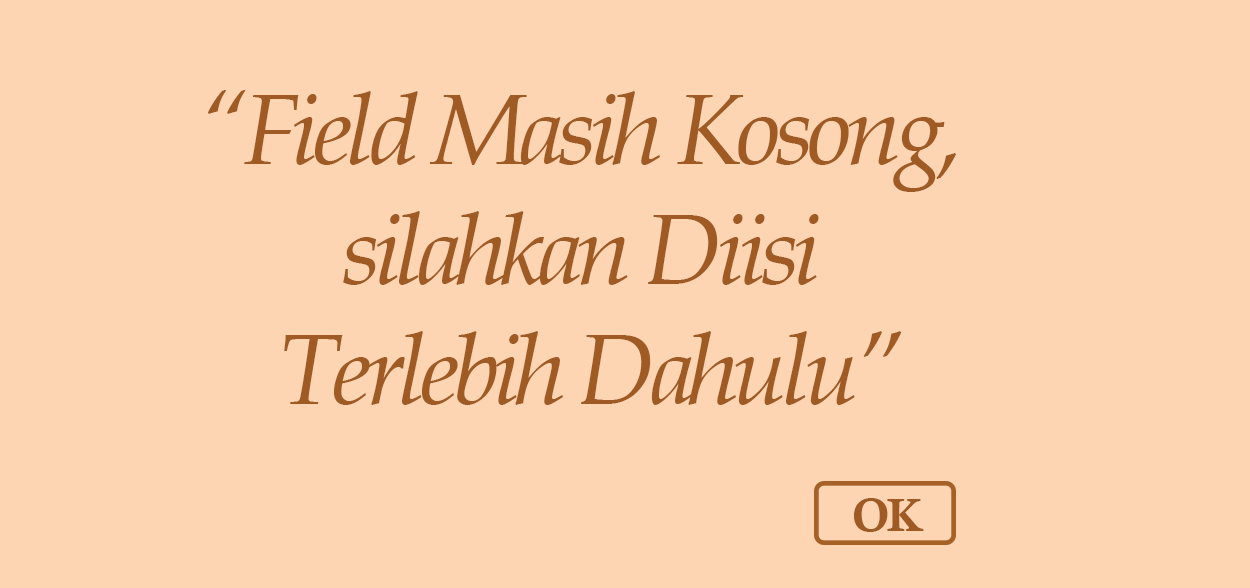 “Field Masih Kosong,
silahkan Diisi
Terlebih Dahulu”
OK